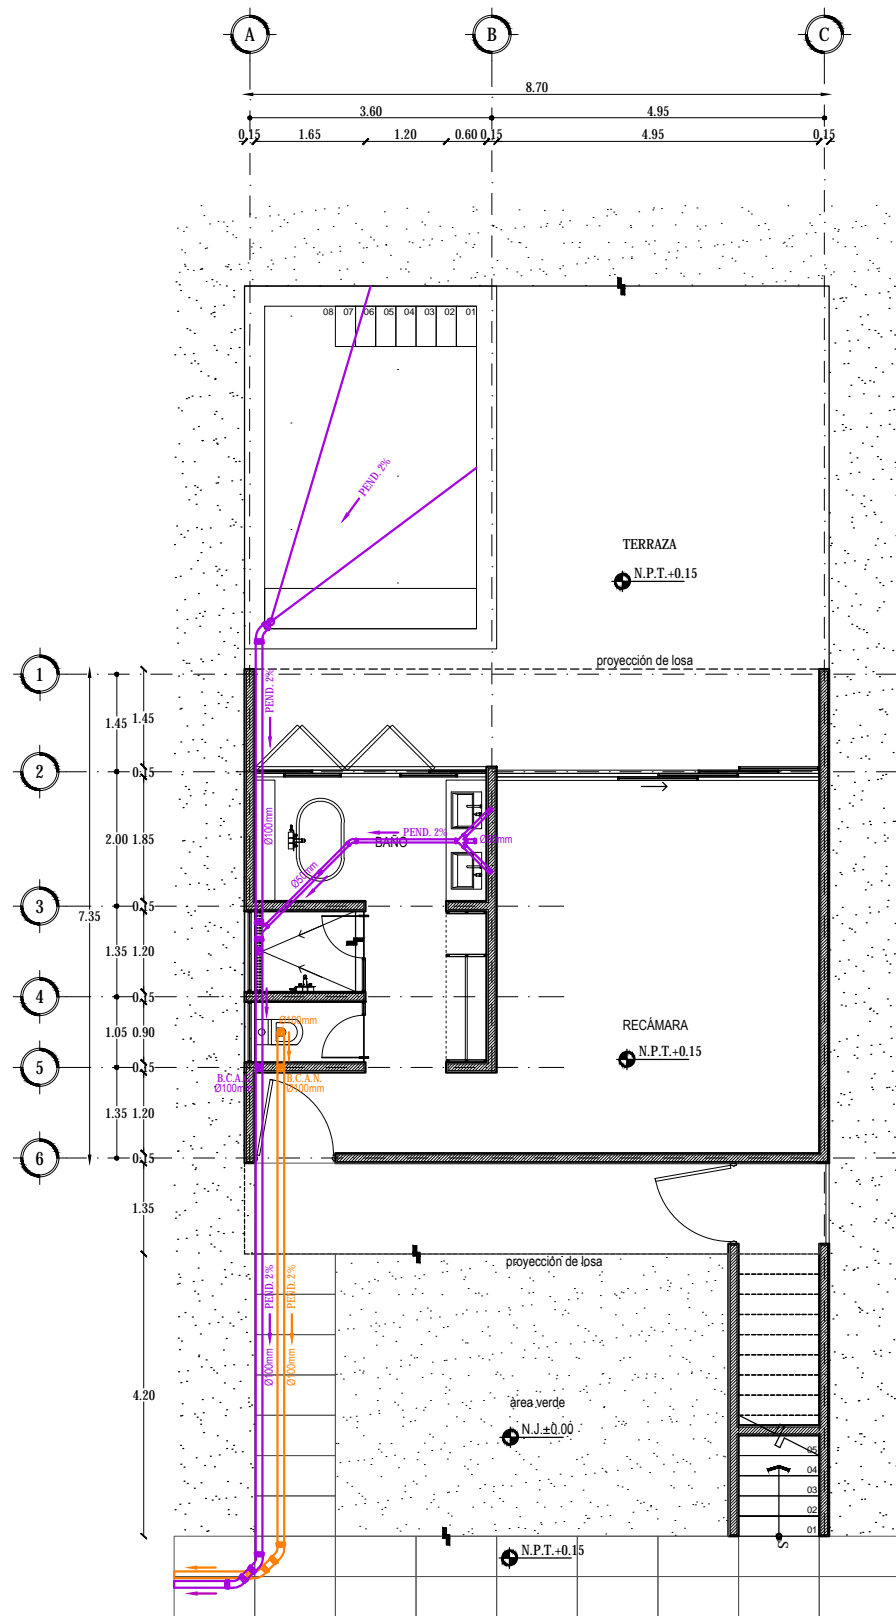 A
B
C
8.70
3.60
4.95
0.15
1.65
1.20
0.60
0.15
4.95
0.15
08
07
06
05
04
03
02
01
PEND. 2%
TERRAZA
N.P.T.+0.15
proyección de losa
1
2
3
4
5
6
7.35
1.45
2.00
1.35
1.05
1.35
1.45
0.15
1.85
0.15
1.20
0.15
0.90
0.15
1.20
0.15
1.35
4.20
PEND. 2%
Ø100mm
PEND. 2%
BAÑO
Ø50mm
Ø100mm
RECÁMARA
N.P.T.+0.15
B.C.A.N.
Ø100mm
Ø100mm
proyección de losa
PEND. 2%
PEND. 2%
Ø100mm
Ø100mm
área verde
N.J.±0.00
05
04
03
02
01
S
N.P.T.+0.15